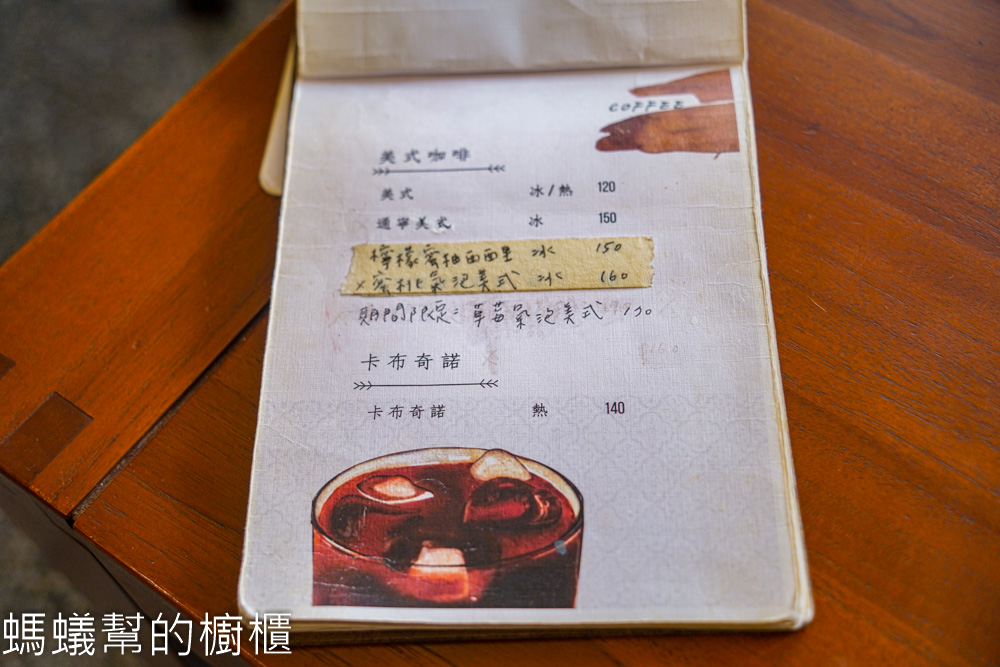 COFFEE
美式咖啡
美式 冰/熱 120
通寧美式 冰 150
檸檬蜜柚西西里 冰 150
×蜜桃氣泡美式 冰 160
期間限定：草莓氣泡美式
卡布奇諾
卡布奇諾 熱 140
螞蟻幫的櫥櫃